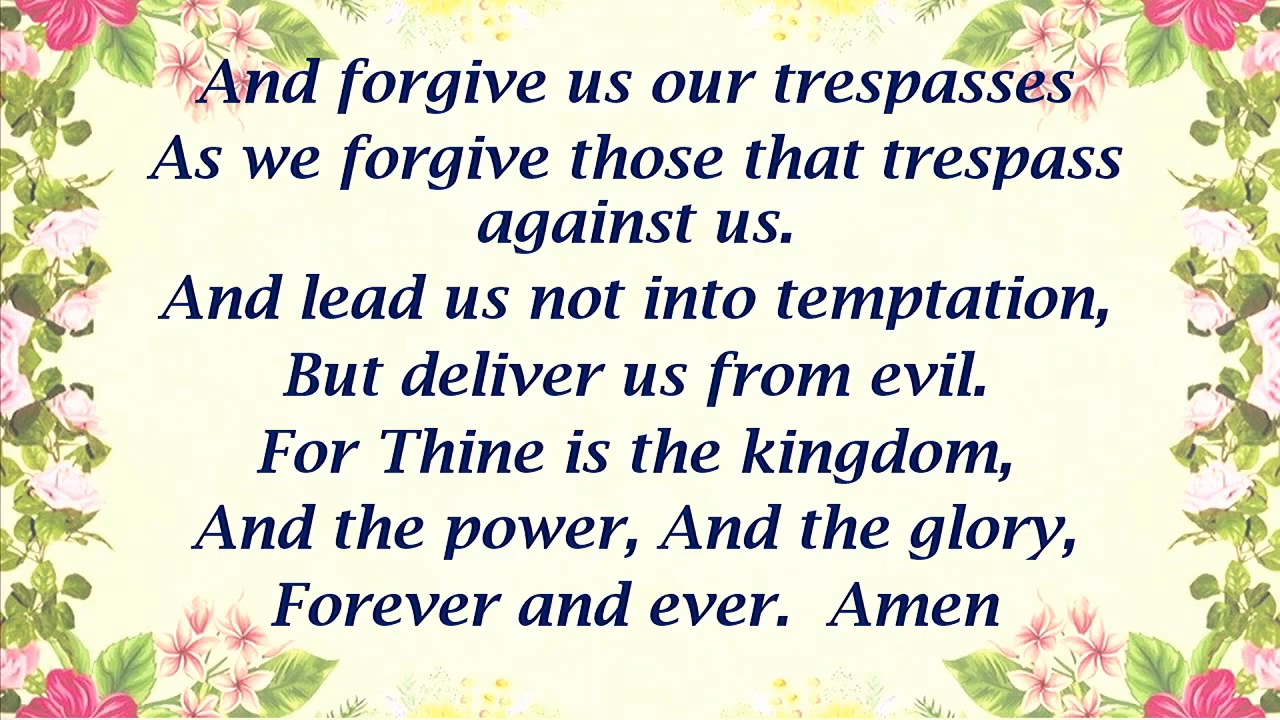 And forgive us our trespasses
As we forgive those that trespass
against us.
And lead us not into temptation,
But deliver us from evil.
For Thine is the kingdom,
And the power, And the glory,
Forever and ever.  Amen